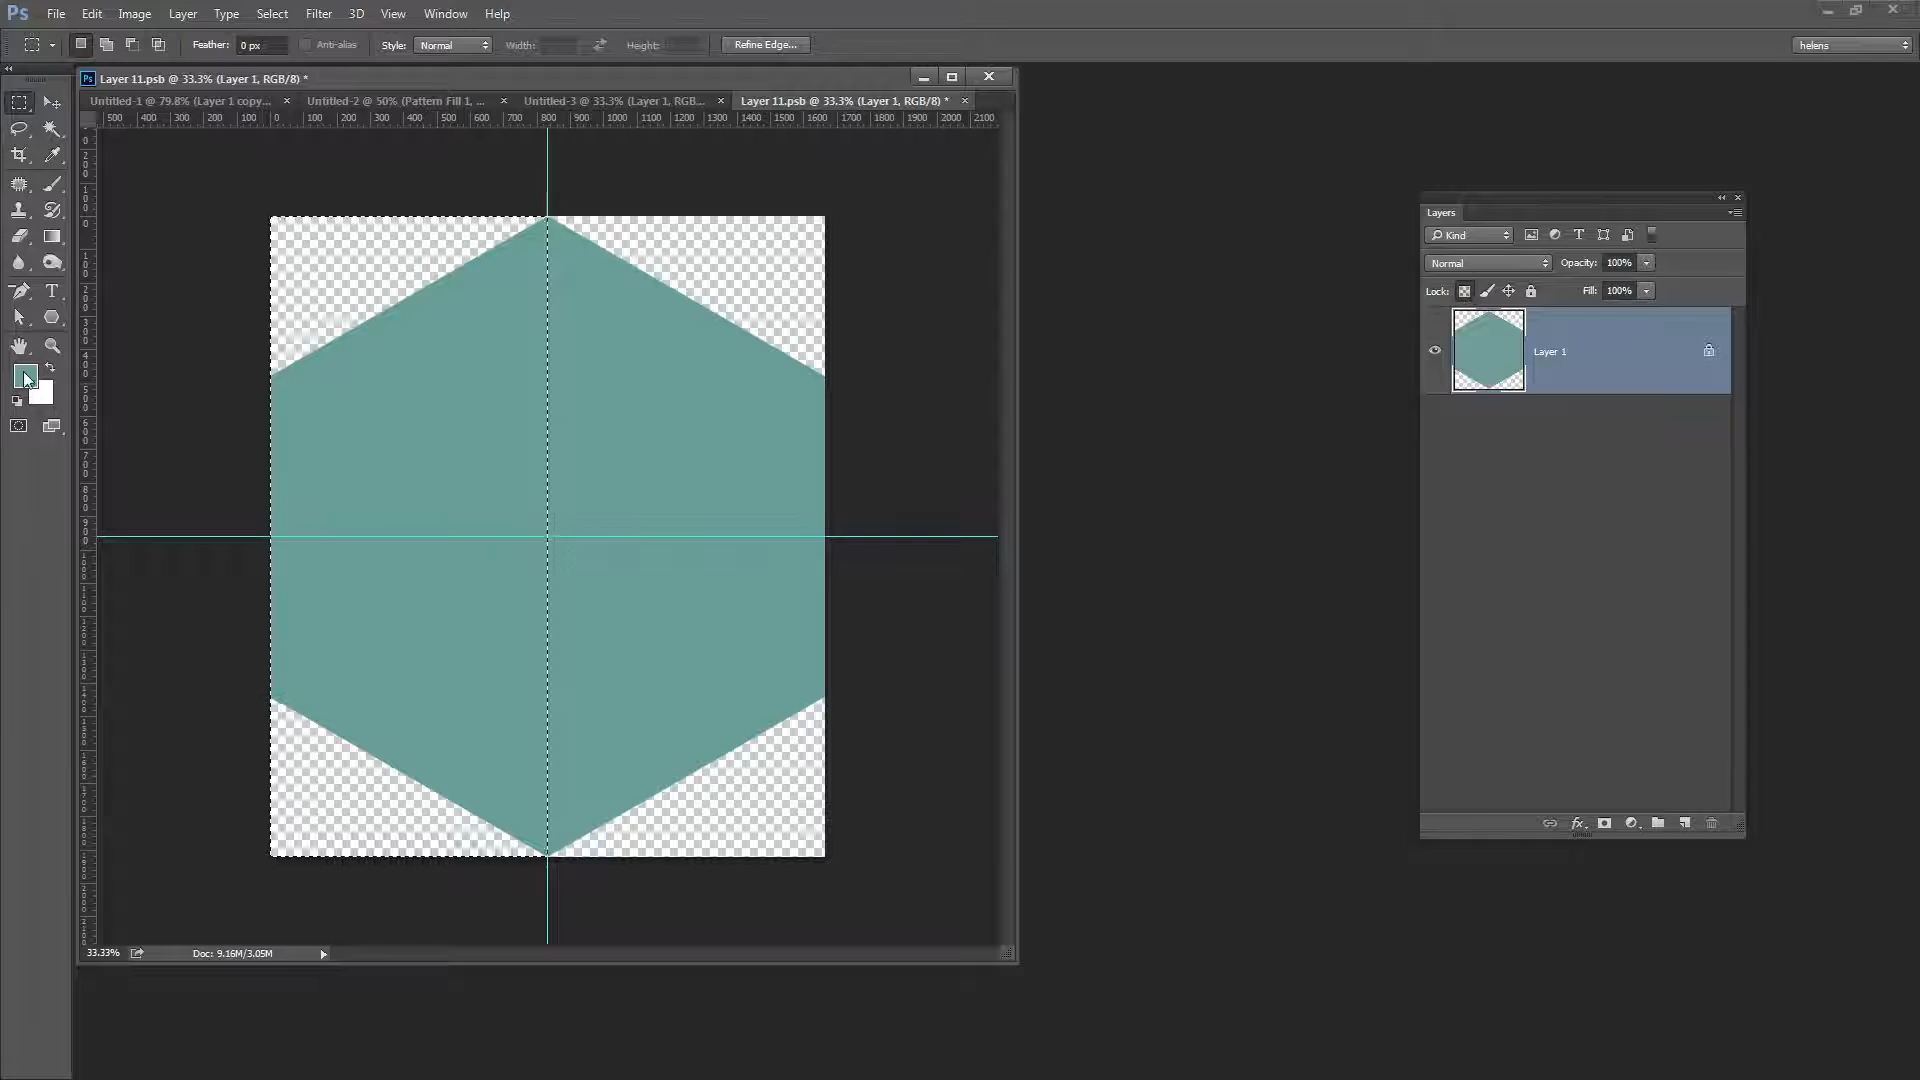 Ps File Edit Image Layer Type Select Filter 3D View Window Help
Feather: 0 px Anti-alias Style: Normal Width: Height: Refine Edge... helens
Ps Layer 11.psb @ 33.3% (Layer 1, RGB/8) *
Untitled-1 @ 79.8% (Layer 1 copy... × Untitled-2 @ 50% (Pattern Fill 1, ... × Untitled-3 @ 33.3% (Layer 1, RGB... × Layer 11.psb @ 33.3% (Layer 1, RGB/8) * ×
500 400 300 200 100 0 100 200 300 400 500 600 700 800 900 1000 1100 1200 1300 1400 1500 1600 1700 1800 1900 2000 2100
Layers
Kind
Normal Opacity: 100%
Lock: Fill: 100%
Layer 1
fx
33.33% Doc: 9.16M/3.05M